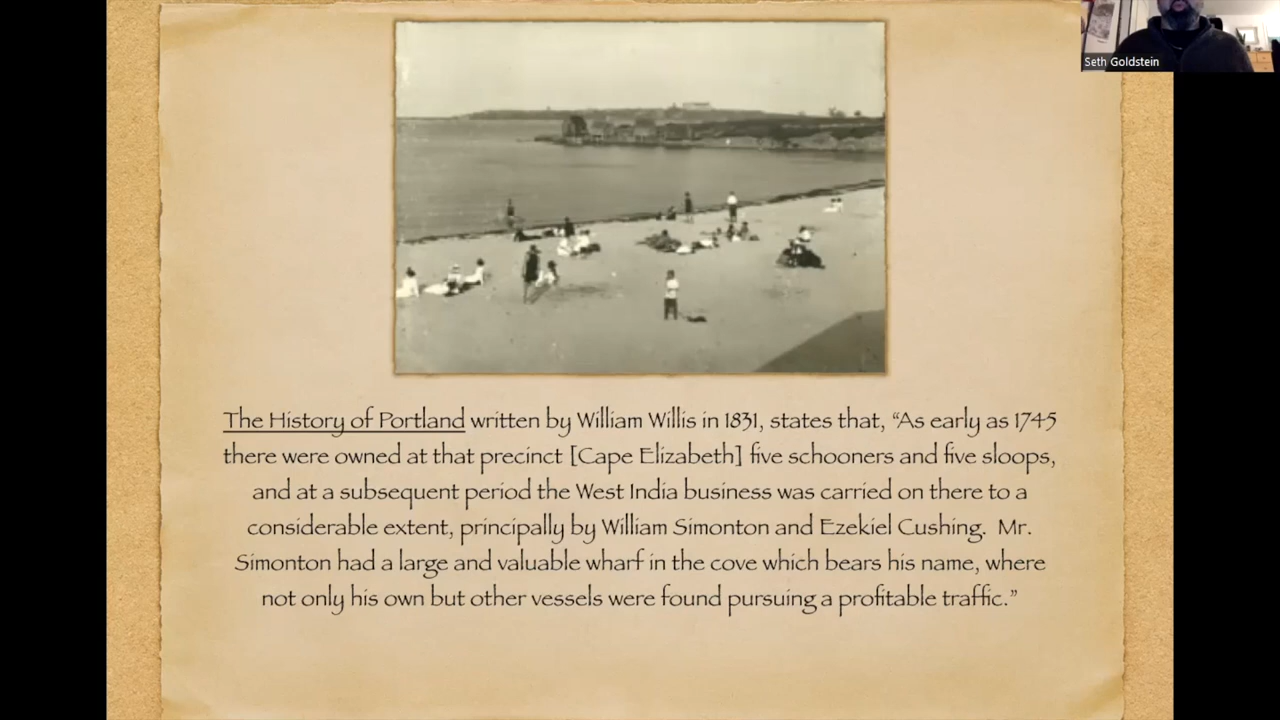 Seth Goldstein
The History of Portland written by William Willis in 1831, states that, “As early as 1745
there were owned at that precinct [Cape Elizabeth] five schooners and five sloops,
and at a subsequent period the West India business was carried on there to a
considerable extent, principally by William Simonton and Ezekiel Cushing. Mr.
Simonton had a large and valuable wharf in the cove which bears his name, where
not only his own but other vessels were found pursuing a profitable traffic.”